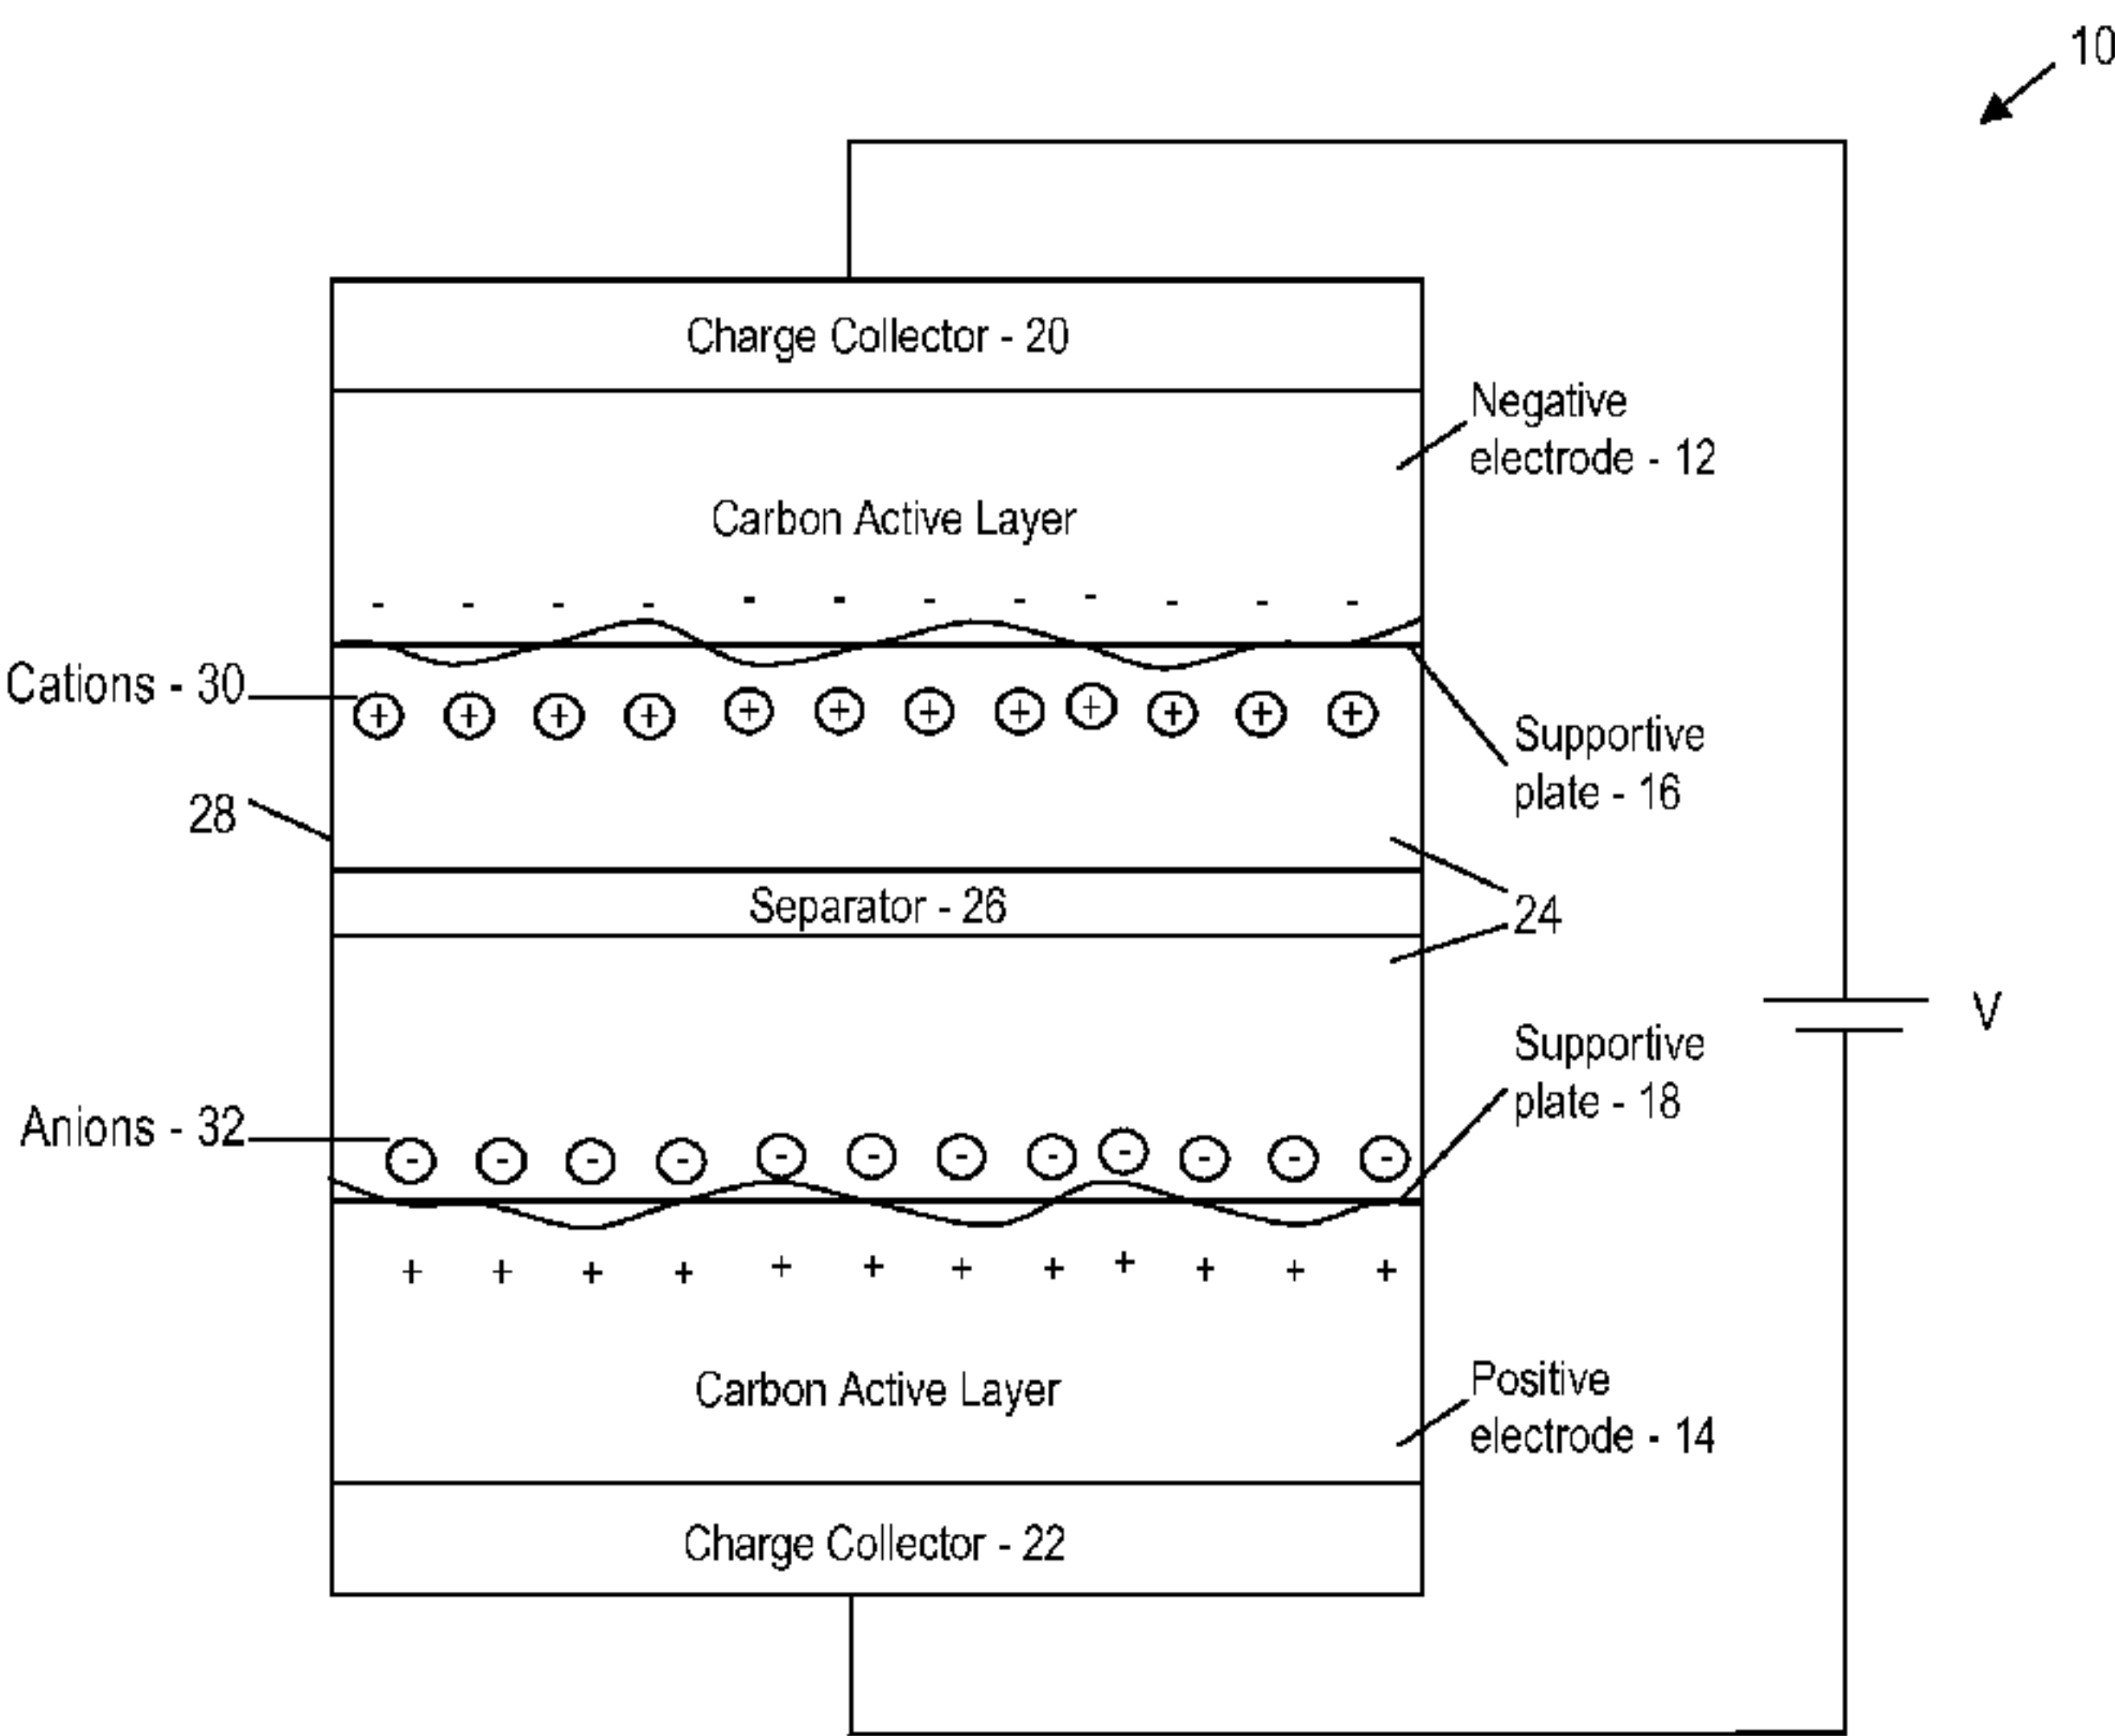 10
Charge Collector - 20
Negative
electrode - 12
Carbon Active Layer
- - - - - - - - - - - -
Cations - 30
+ + + + + + + + + + + +
Supportive
plate - 16
28
Separator - 26
24
V
Supportive
plate - 18
Anions - 32
- - - - - - - - - - - -
+ + + + + + + + + + + +
Carbon Active Layer
Positive
electrode - 14
Charge Collector - 22